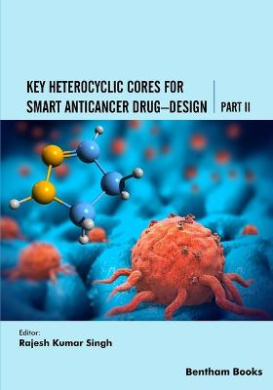 KEY HETEROCYCLIC CORES FOR
SMART ANTICANCER DRUG–DESIGN PART II
Editor:
Rajesh Kumar Singh
Bentham Books